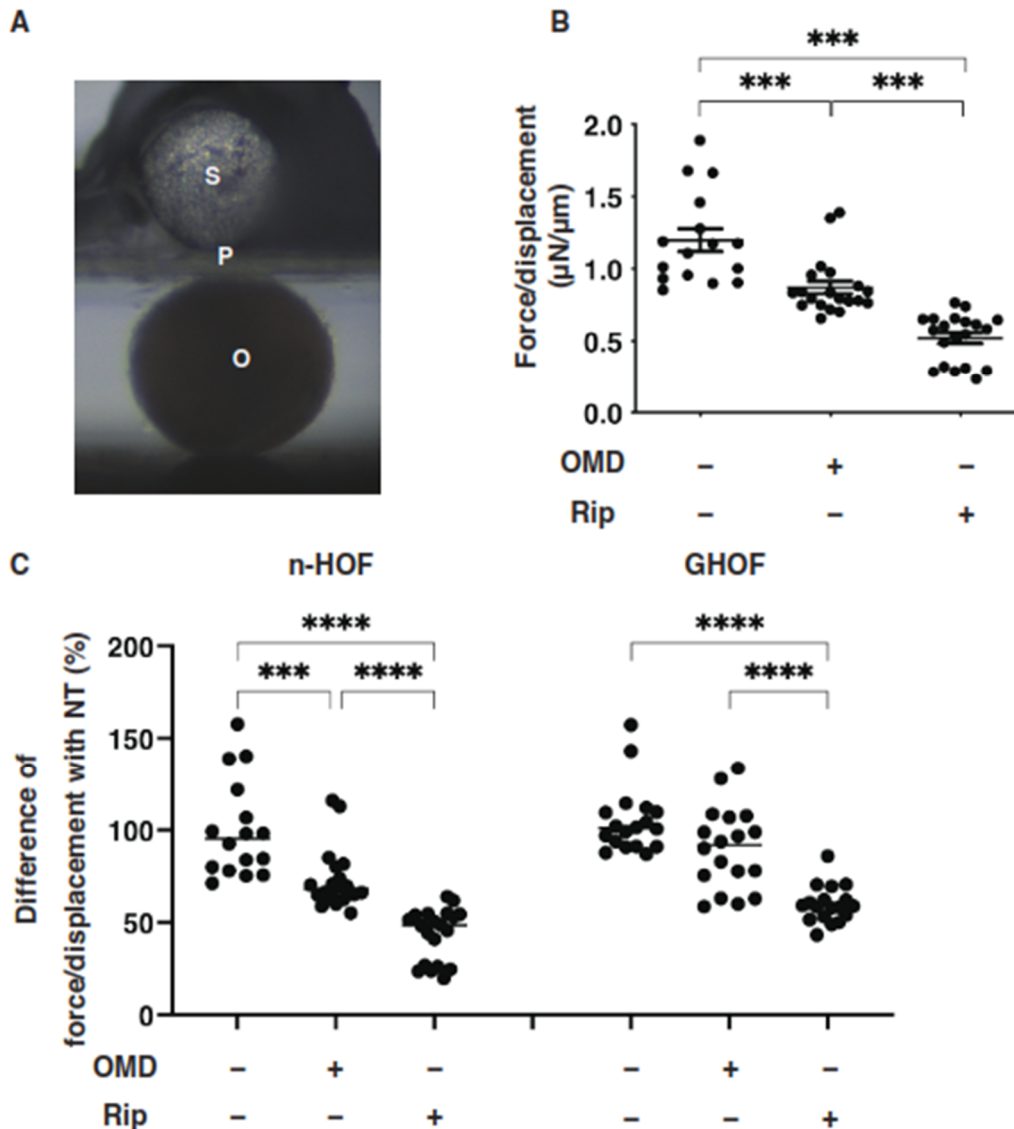 A
S
P
O
B
***
*** ***
Force/displacement
(µN/µm)
2.0
1.5
1.0
0.5
0.0
OMD – + –
Rip – – +
C
n-HOF GHOF
Difference of
force/displacement with NT (%)
200
150
100
50
0
**** ****
*** **** ****
OMD – + – – + –
Rip – – + – – +